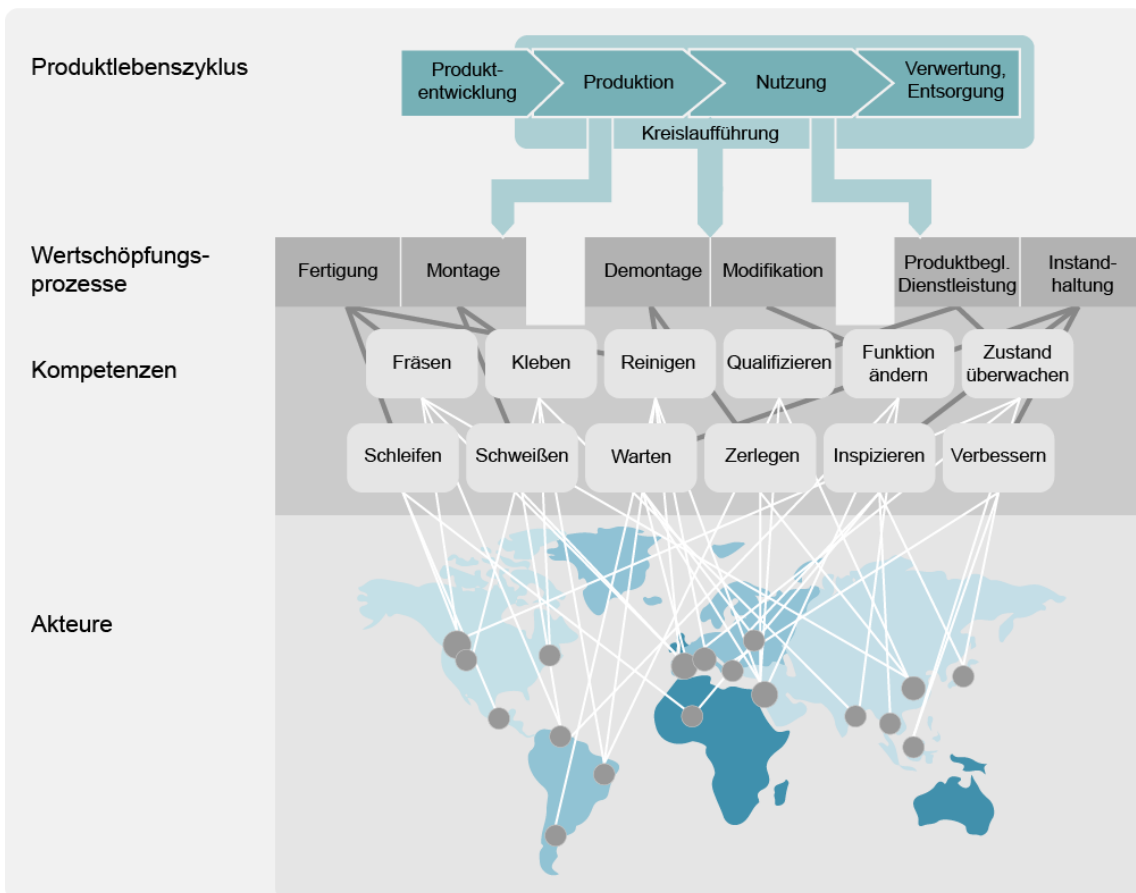 Produktlebenszyklus
Produkt-
entwicklung
Produktion
Nutzung
Verwertung,
Entsorgung
Kreislaufführung
Wertschöpfungs-
prozesse
Fertigung
Montage
Demontage
Modifikation
Produktbegl.
Dienstleistung
Instand-
haltung
Kompetenzen
Fräsen
Kleben
Reinigen
Qualifizieren
Funktion
ändern
Zustand
überwachen
Schleifen
Schweißen
Warten
Zerlegen
Inspizieren
Verbessern
Akteure